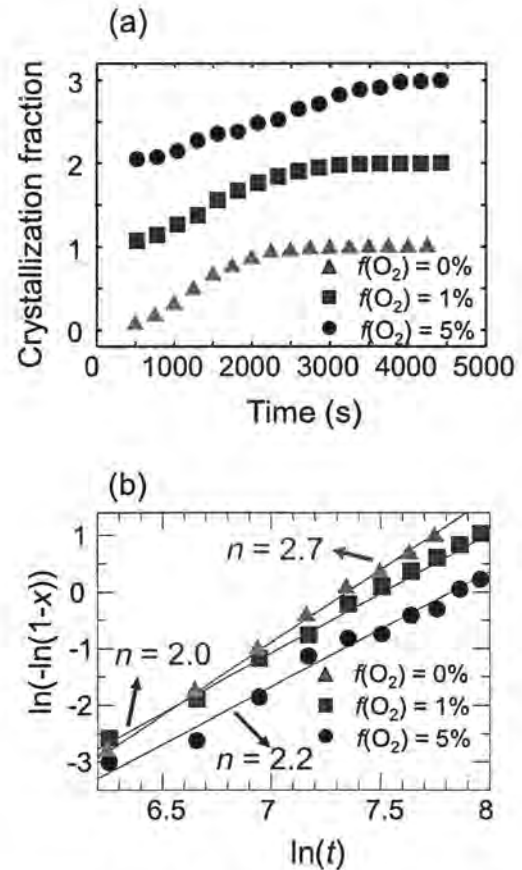 (a)
Crystallization fraction
3
2
1
0
f(O₂) = 0%
f(O₂) = 1%
f(O₂) = 5%
0 1000 2000 3000 4000 5000
Time (s)
(b)
ln(-ln(1-x))
1
0
-1
-2
-3
n = 2.7
n = 2.0
n = 2.2
f(O₂) = 0%
f(O₂) = 1%
f(O₂) = 5%
6.5 7 7.5 8
ln(t)